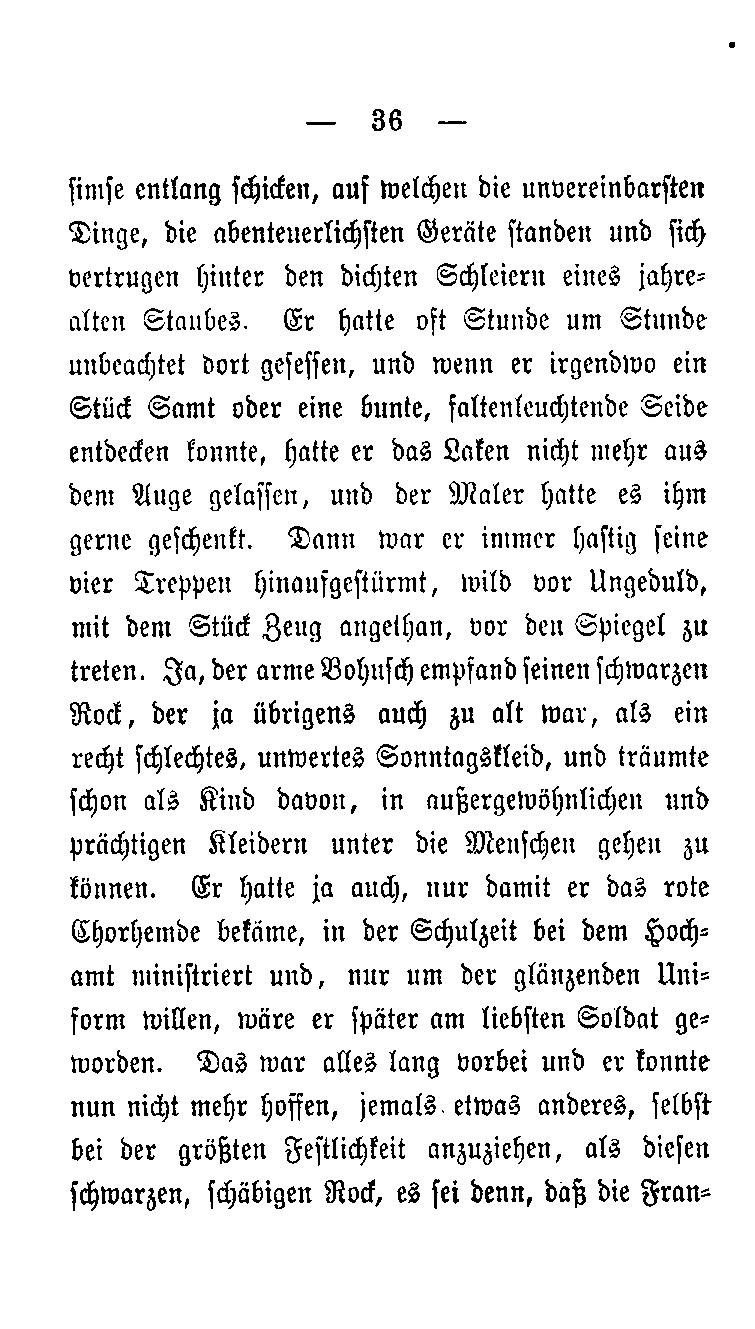 — 36 —
simse entlang schicken, auf welchen die unvereinbarsten
Dinge, die abenteuerlichsten Geräte standen und sich
vertrugen hinter den dichten Schleiern eines jahre-
alten Staubes. Er hatte oft Stunde um Stunde
unbeachtet dort gesessen, und wenn er irgendwo ein
Stück Samt oder eine bunte, faltenleuchtende Seide
entdecken konnte, hatte er das Laken nicht mehr aus
dem Auge gelassen, und der Maler hatte es ihm
gerne geschenkt. Dann war er immer hastig seine
vier Treppen hinaufgestürmt, wild vor Ungeduld,
mit dem Stück Zeug angethan, vor den Spiegel zu
treten. Ja, der arme Bohusch empfand seinen schwarzen
Rock, der ja übrigens auch zu alt war, als ein
recht schlechtes, unwertes Sonntagskleid, und träumte
schon als Kind davon, in außergewöhnlichen und
prächtigen Kleidern unter die Menschen gehen zu
können. Er hatte ja auch, nur damit er das rote
Chorhemde bekäme, in der Schulzeit bei dem Hoch-
amt ministriert und, nur um der glänzenden Uni-
form willen, wäre er später am liebsten Soldat ge-
worden. Das war alles lang vorbei und er konnte
nun nicht mehr hoffen, jemals etwas anderes, selbst
bei der größten Festlichkeit anzuziehen, als diesen
schwarzen, schäbigen Rock, es sei denn, daß die Fran-